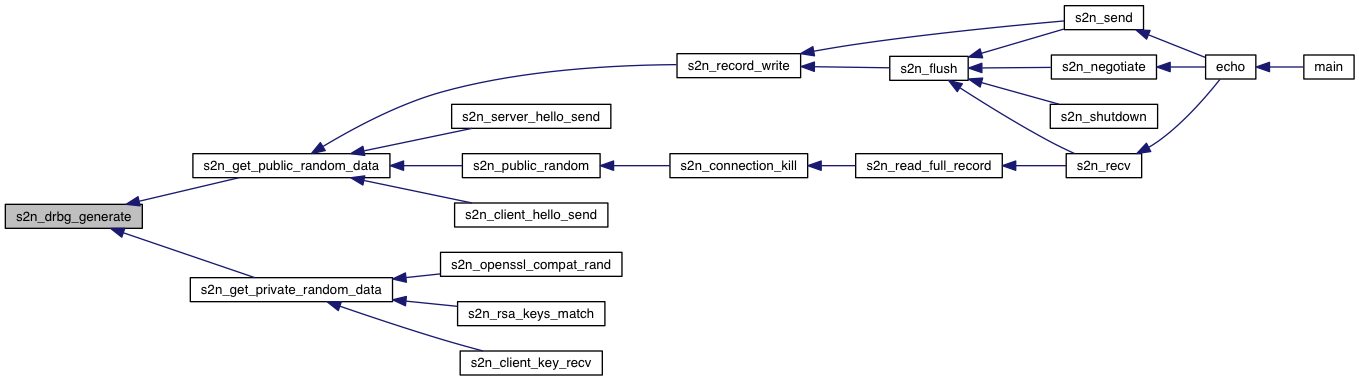 s2n_send
s2n_record_write
s2n_flush
s2n_negotiate
echo
main
s2n_server_hello_send
s2n_shutdown
s2n_get_public_random_data
s2n_public_random
s2n_connection_kill
s2n_read_full_record
s2n_recv
s2n_drbg_generate
s2n_client_hello_send
s2n_openssl_compat_rand
s2n_get_private_random_data
s2n_rsa_keys_match
s2n_client_key_recv